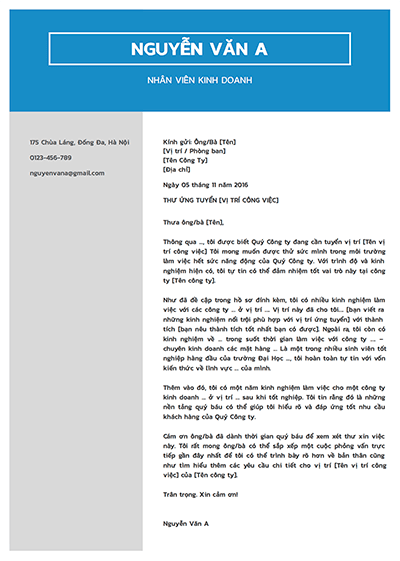 NGUYỄN VĂN A
NHÂN VIÊN KINH DOANH
175 Chùa Láng, Đống Đa, Hà Nội
0123-456-789
nguyenvana@gmail.com
Kính gửi: Ông/Bà [Tên]
[Vị trí / Phòng ban]
[Tên Công Ty]
[Địa chỉ]
Ngày 05 tháng 11 năm 2016
THƯ ỨNG TUYỂN [VỊ TRÍ CÔNG VIỆC]
Thưa ông/bà [Tên],
Thông qua ..., tôi được biết Quý Công ty đang cần tuyển vị trí [Tên vị
trí công việc] Tôi mong muốn được thử sức mình trong môi trường
làm việc hết sức năng động của Quý Công ty. Với trình độ và kinh
nghiệm hiện có, tôi tự tin có thể đảm nhiệm tốt vai trò này tại công
ty [Tên công ty].
Như đã đề cập trong hồ sơ đính kèm, tôi có nhiều kinh nghiệm làm
việc với các công ty ... ở vị trí ... Vị trí này đã cho tôi... [bạn viết ra
những kinh nghiệm nổi trội phù hợp với vị trí ứng tuyển] với thành
tích [bạn nêu thành tích tốt nhất bạn có được]. Ngoài ra, tôi còn có
kinh nghiệm về ... trong suốt thời gian làm việc với công ty ... –
chuyên kinh doanh các mặt hàng ... Là một trong nhiều sinh viên tốt
nghiệp hàng đầu của trường Đại Học ..., tôi hoàn toàn tự tin với vốn
kiến thức về lĩnh vực ... của mình.
Thêm vào đó, tôi có một năm kinh nghiệm làm việc cho một công ty
kinh doanh ... ở vị trí ... sau khi tốt nghiệp. Tôi tin rằng đó là những
nền tảng quý báu có thể giúp tôi hiểu rõ và đáp ứng tốt nhu cầu
khách hàng của Quý Công ty.
Cám ơn ông/bà đã dành thời gian quý báu để xem xét thư xin việc
này. Tôi rất mong ông/bà có thể sắp xếp một cuộc phỏng vấn trực
tiếp gần đây nhất để tôi có thể trình bày rõ hơn về bản thân cũng
như tìm hiểu thêm các yêu cầu chi tiết cho vị trí [Tên vị trí công
việc] của [Tên công ty].
Trân trọng. Xin cảm ơn!
Nguyễn Văn A